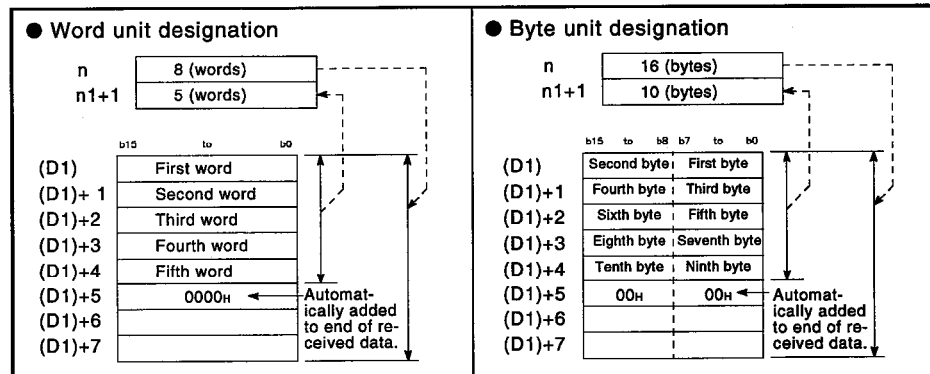 ● Word unit designation
n 8 (words)
n1+1 5 (words)
b15 to b0
(D1) First word
(D1)+ 1 Second word
(D1)+2 Third word
(D1)+3 Fourth word
(D1)+4 Fifth word
(D1)+5 0000H
Automat-
ically added
to end of re-
ceived data.
(D1)+6
(D1)+7
● Byte unit designation
n 16 (bytes)
n1+1 10 (bytes)
b15 to b8 b7 to b0
(D1) Second byte First byte
(D1)+1 Fourth byte Third byte
(D1)+2 Sixth byte Fifth byte
(D1)+3 Eighth byte Seventh byte
(D1)+4 Tenth byte Ninth byte
(D1)+5 00H 00H
Automat-
ically added
to end of re-
ceived data.
(D1)+6
(D1)+7